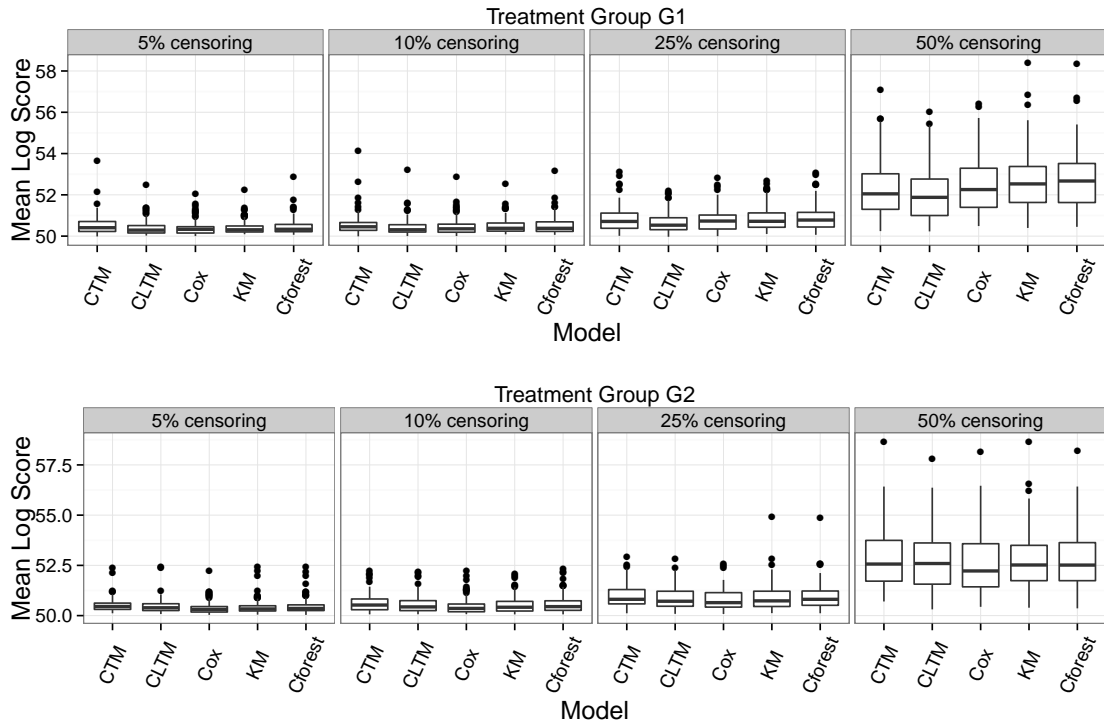 Treatment Group G1
5% censoring 10% censoring 25% censoring 50% censoring
Mean Log Score
58
56
54
52
50
CTM CLTM Cox KM Cforest CTM CLTM Cox KM Cforest CTM CLTM Cox KM Cforest CTM CLTM Cox KM Cforest
Model
Treatment Group G2
5% censoring 10% censoring 25% censoring 50% censoring
Mean Log Score
57.5
55.0
52.5
50.0
CTM CLTM Cox KM Cforest CTM CLTM Cox KM Cforest CTM CLTM Cox KM Cforest CTM CLTM Cox KM Cforest
Model